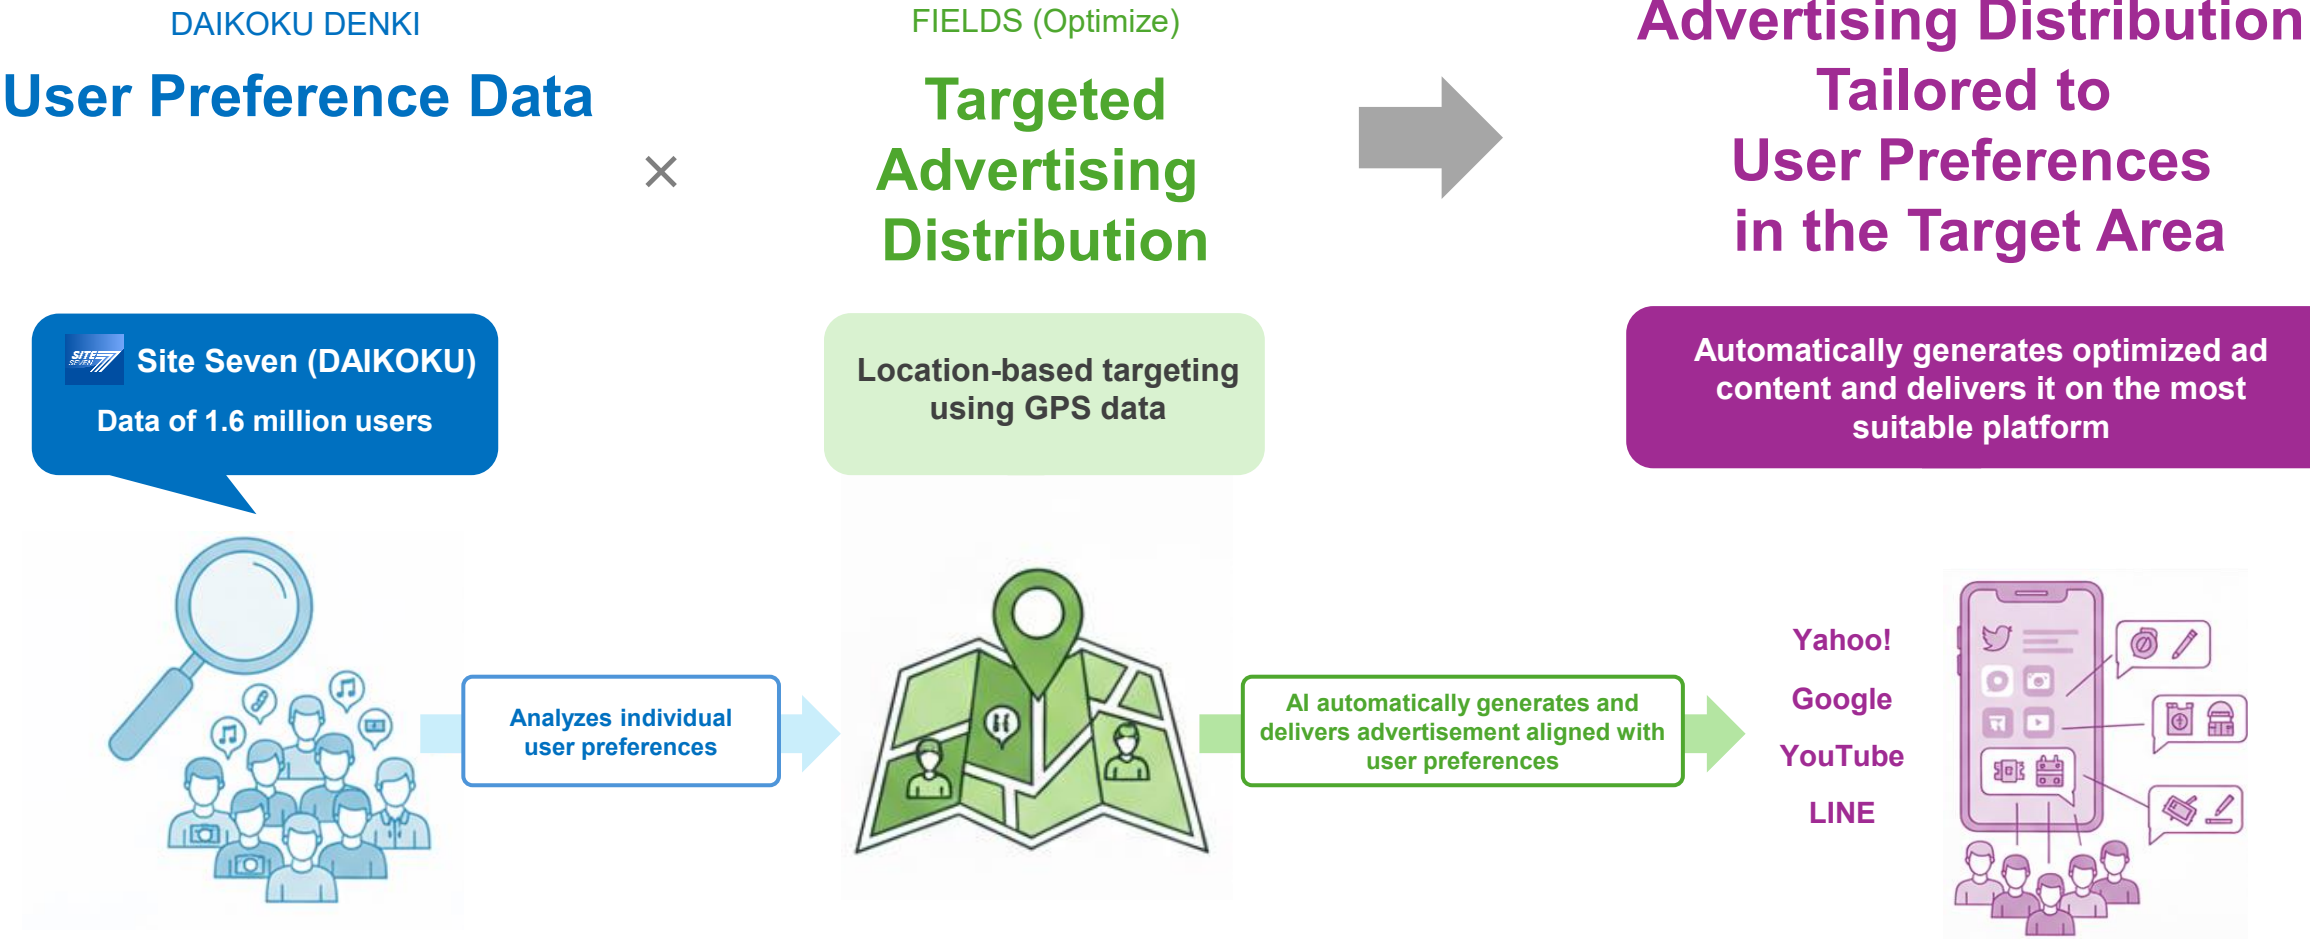 DAIKOKU DENKI
User Preference Data
×
FIELDS (Optimize)
Targeted
Advertising
Distribution
Advertising Distribution
Tailored to
User Preferences
in the Target Area
SITE
SEVEN
Site Seven (DAIKOKU)
Data of 1.6 million users
Location-based targeting
using GPS data
Automatically generates optimized ad
content and delivers it on the most
suitable platform
Analyzes individual
user preferences
AI automatically generates and
delivers advertisement aligned with
user preferences
Yahoo!
Google
YouTube
LINE